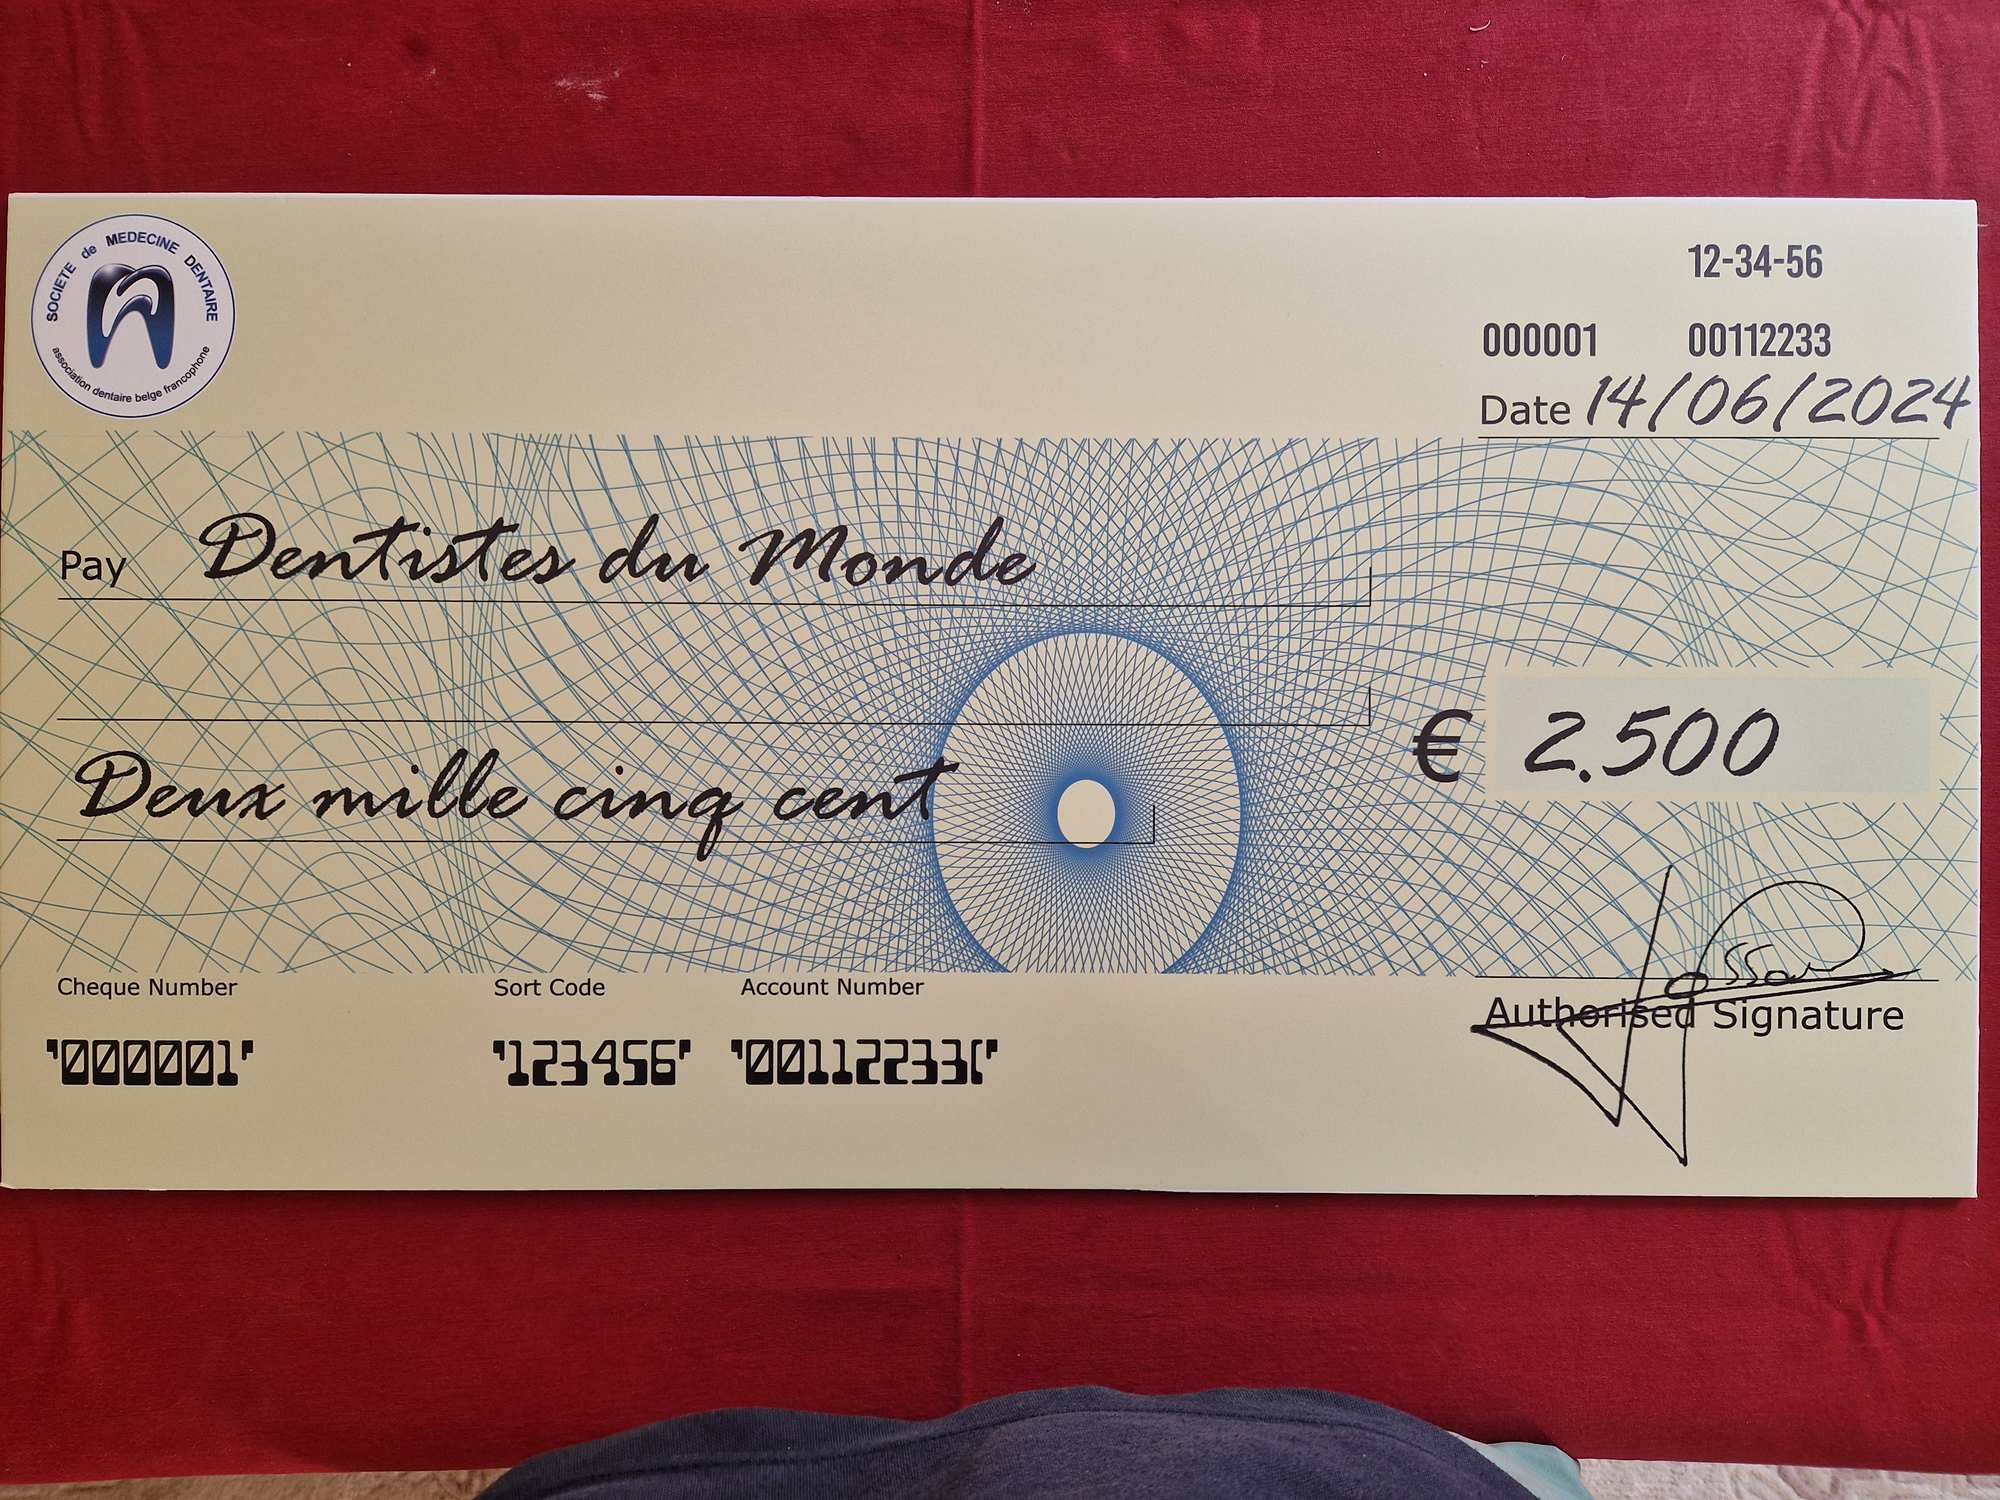 SOCIETE de MEDECINE DENTAIRE
association dentaire belge francophone
12-34-56
000001 00112233
Date 14/06/2024
Pay Dentistes du Monde
€ 2.500
Deux mille cinq cent
Cheque Number Sort Code Account Number
Authorised Signature
"000001" "123456" "00112233["